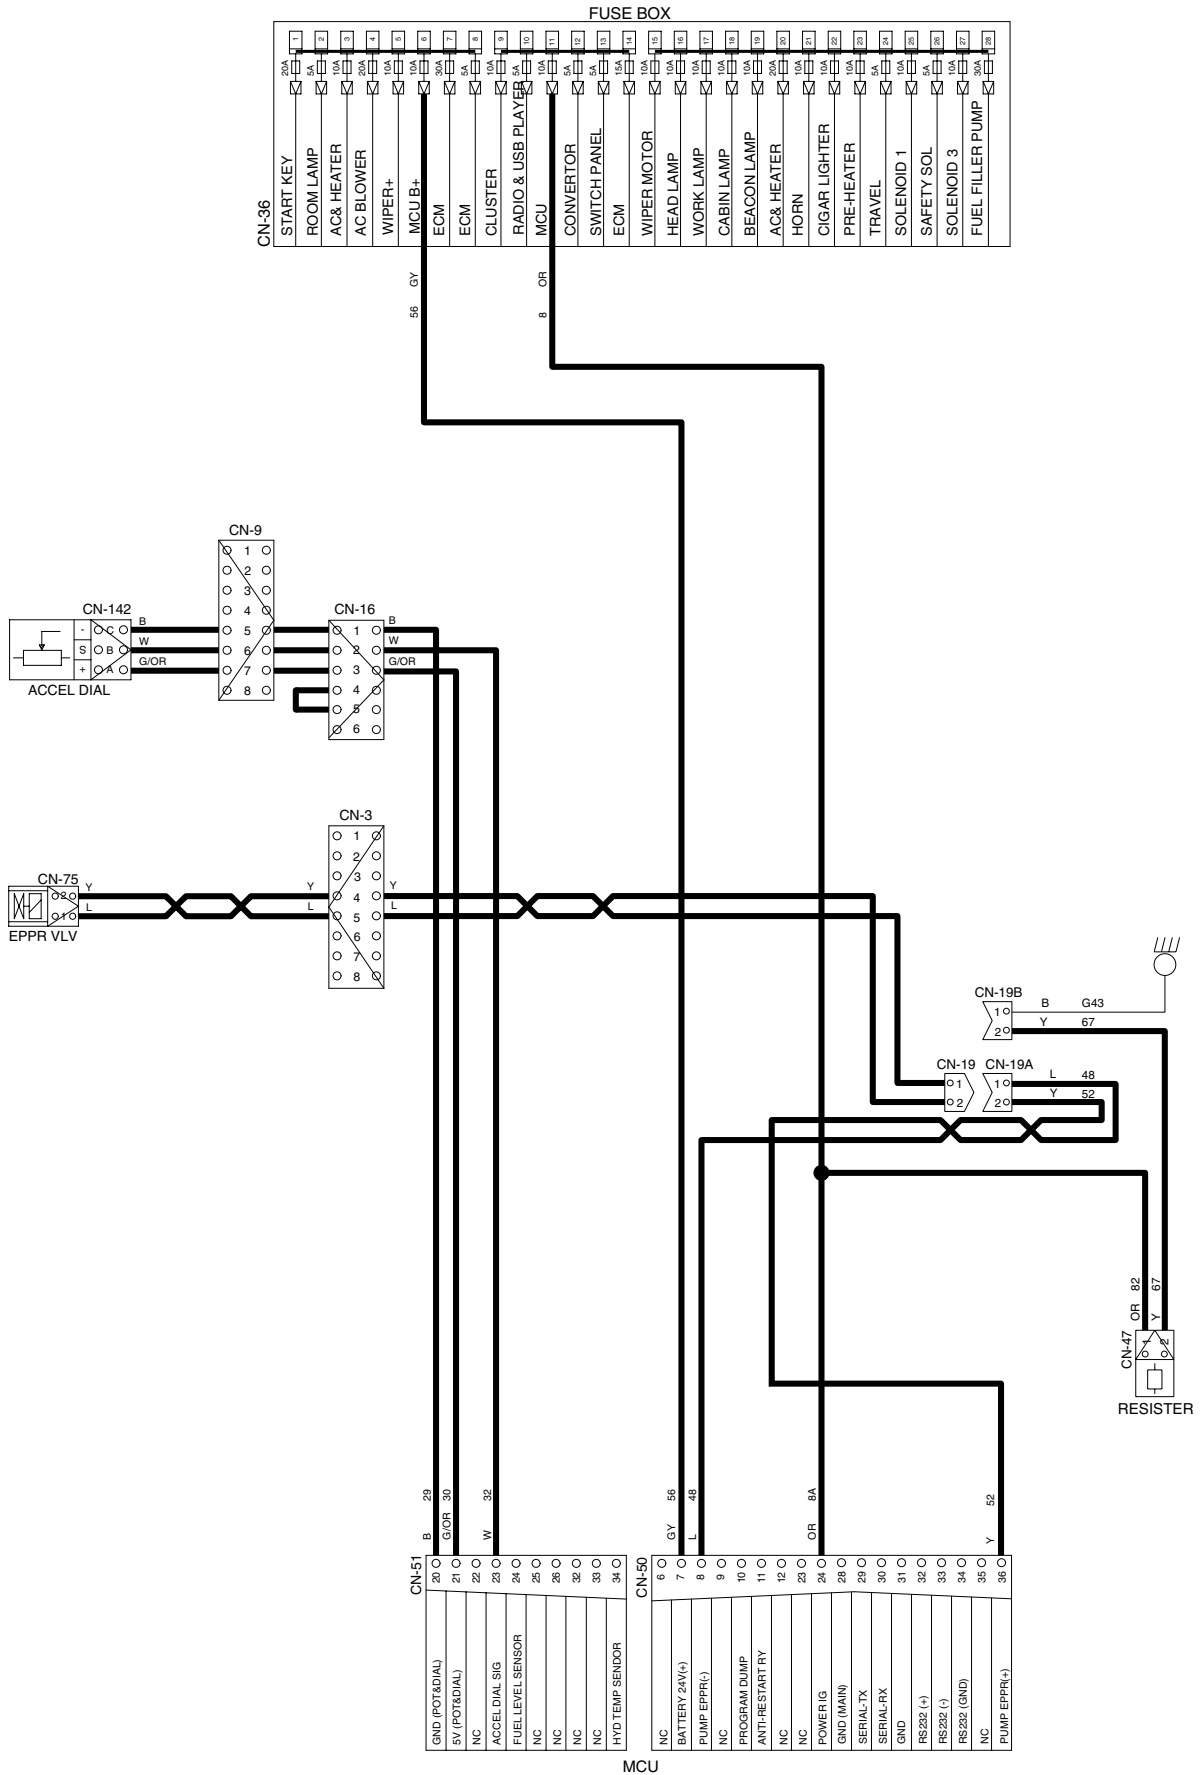 FUSE BOX
1 2 3 4 5 6 7 8 9 10 11 12 13 14 15 16 17 18 19 20 21 22 23 24 25 26 27 28
20A 5A 10A 20A 10A 10A 30A 5A 10A 5A 10A 5A 5A 15A 10A 10A 10A 10A 10A 20A 10A 10A 10A 5A 10A 5A 10A 30A
CN-36
START KEY
ROOM LAMP
AC& HEATER
AC BLOWER
WIPER+
MCU B+
ECM
ECM
CLUSTER
RADIO & USB PLAYER
MCU
CONVERTOR
SWITCH PANEL
ECM
WIPER MOTOR
HEAD LAMP
WORK LAMP
CABIN LAMP
BEACON LAMP
AC& HEATER
HORN
CIGAR LIGHTER
PRE-HEATER
TRAVEL
SOLENOID 1
SAFETY SOL
SOLENOID 3
FUEL FILLER PUMP
56 GY
8 OR
CN-9
1
2
3
4
5
6
7
8
CN-142
- C B
S B W
+ A G/OR
ACCEL DIAL
CN-16
1 B
2 W
3 G/OR
4
5
6
CN-3
1
2
3
4
5
6
7
8
Y Y
L L
CN-75
2 Y
1 L
EPPR VLV
CN-19B
1 B G43
2 Y 67
CN-19
1
2
CN-19A
1 L 48
2 Y 52
OR 82
Y 67
CN-47
1 2
RESISTER
B 29
G/OR 30
W 32
GY 56
L 48
OR 8A
Y 52
CN-51
20 21 22 23 24 25 26 32 33 34
GND (POT&DIAL)
5V (POT&DIAL)
NC
ACCEL DIAL SIG
FUEL LEVEL SENSOR
NC
NC
NC
NC
HYD TEMP SENDOR
CN-50
6 7 8 9 10 11 12 23 24 28 29 30 31 32 33 34 35 36
NC
BATTERY 24V(+)
PUMP EPPR(-)
NC
PROGRAM DUMP
ANTI-RESTART RY
NC
NC
POWER IG
GND (MAIN)
SERIAL-TX
SERIAL-RX
GND
RS232 (+)
RS232 (-)
RS232 (GND)
NC
PUMP EPPR(+)
MCU